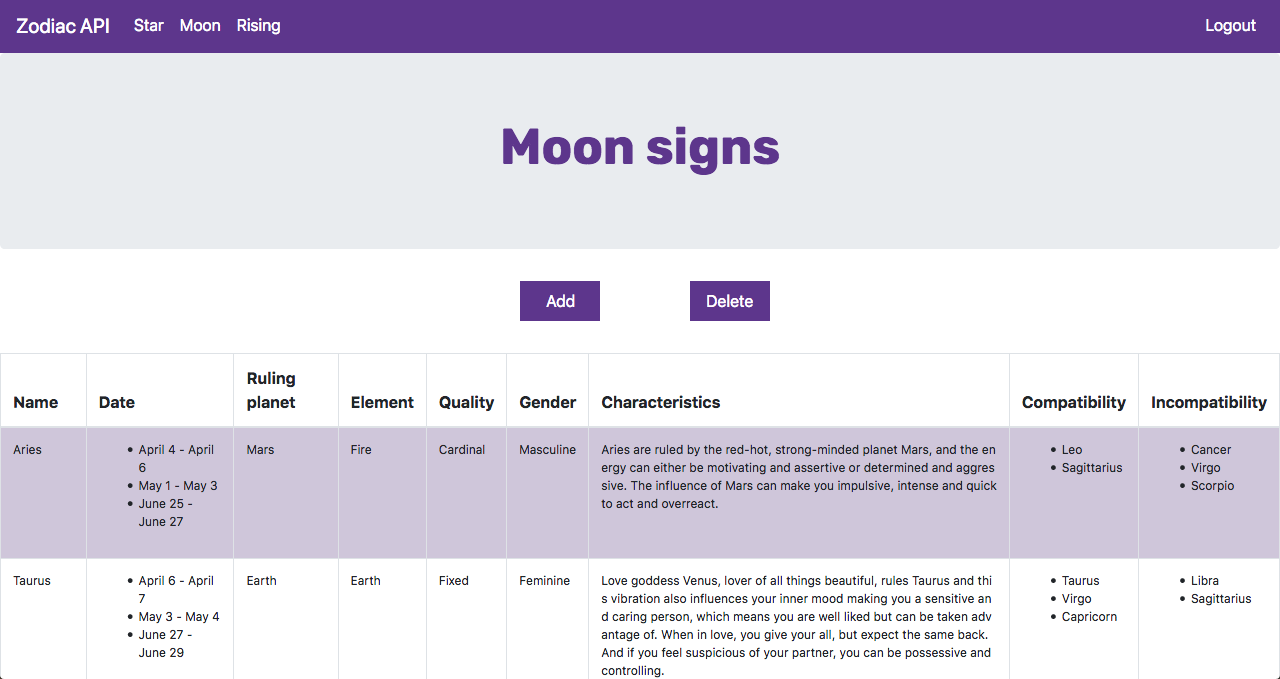 Zodiac API Star Moon Rising Logout
Moon signs
Add Delete
Name Date Ruling planet Element Quality Gender Characteristics Compatibility Incompatibility
Aries
April 4 - April
6
May 1 - May 3
June 25 -
June 27
Mars
Fire
Cardinal
Masculine
Aries are ruled by the red-hot, strong-minded planet Mars, and the en
ergy can either be motivating and assertive or determined and aggres
sive. The influence of Mars can make you impulsive, intense and quick
to act and overreact.
Leo
Sagittarius
Cancer
Virgo
Scorpio
Taurus
April 6 - April
7
May 3 - May 4
June 27 -
June 29
Earth
Earth
Fixed
Feminine
Love goddess Venus, lover of all things beautiful, rules Taurus and thi
s vibration also influences your inner mood making you a sensitive an
d caring person, which means you are well liked but can be taken adv
antage of. When in love, you give your all, but expect the same back.
And if you feel suspicious of your partner, you can be possessive and
controlling.
Taurus
Virgo
Capricorn
Libra
Sagittarius